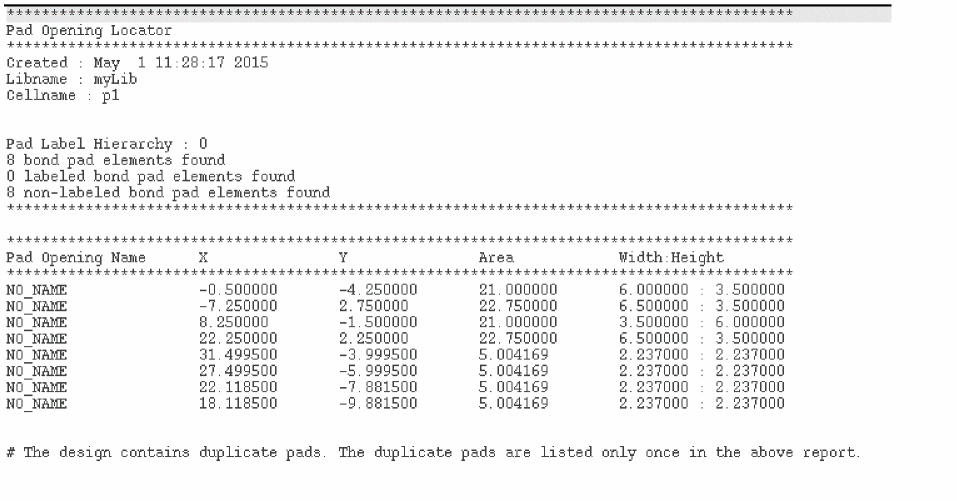 ******************************************************************************************
Pad Opening Locator
******************************************************************************************
Created : May  1 11:28:17 2015
Libname : myLib
Cellname : p1
Pad Label Hierarchy : 0
8 bond pad elements found
0 labeled bond pad elements found
8 non-labeled bond pad elements found
******************************************************************************************
******************************************************************************************
Pad Opening Name      X               Y               Area            Width:Height
******************************************************************************************
NO_NAME               -0.500000       -4.250000       21.000000       6.000000 : 3.500000
NO_NAME               -7.250000       2.750000        22.750000       6.500000 : 3.500000
NO_NAME               8.250000        -1.500000       21.000000       3.500000 : 6.000000
NO_NAME               22.250000       2.250000        22.750000       6.500000 : 3.500000
NO_NAME               31.499500       -3.999500       5.004169        2.237000 : 2.237000
NO_NAME               27.499500       -5.999500       5.004169        2.237000 : 2.237000
NO_NAME               22.118500       -7.881500       5.004169        2.237000 : 2.237000
NO_NAME               18.118500       -9.881500       5.004169        2.237000 : 2.237000
# The design contains duplicate pads. The duplicate pads are listed only once in the above report.